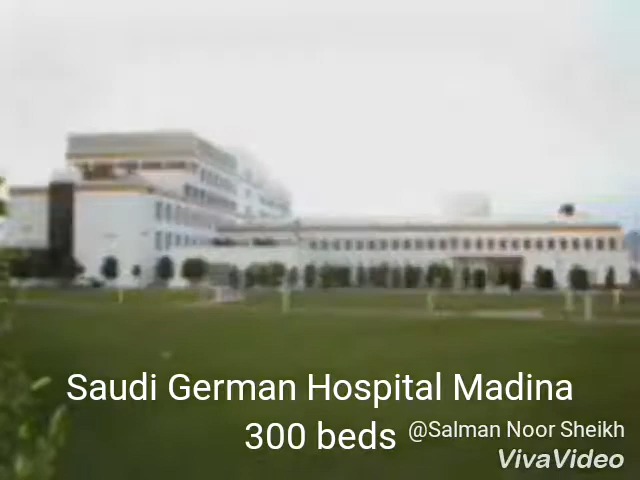 Saudi German Hospital Madina
300 beds
@Salman Noor Sheikh
VivaVideo